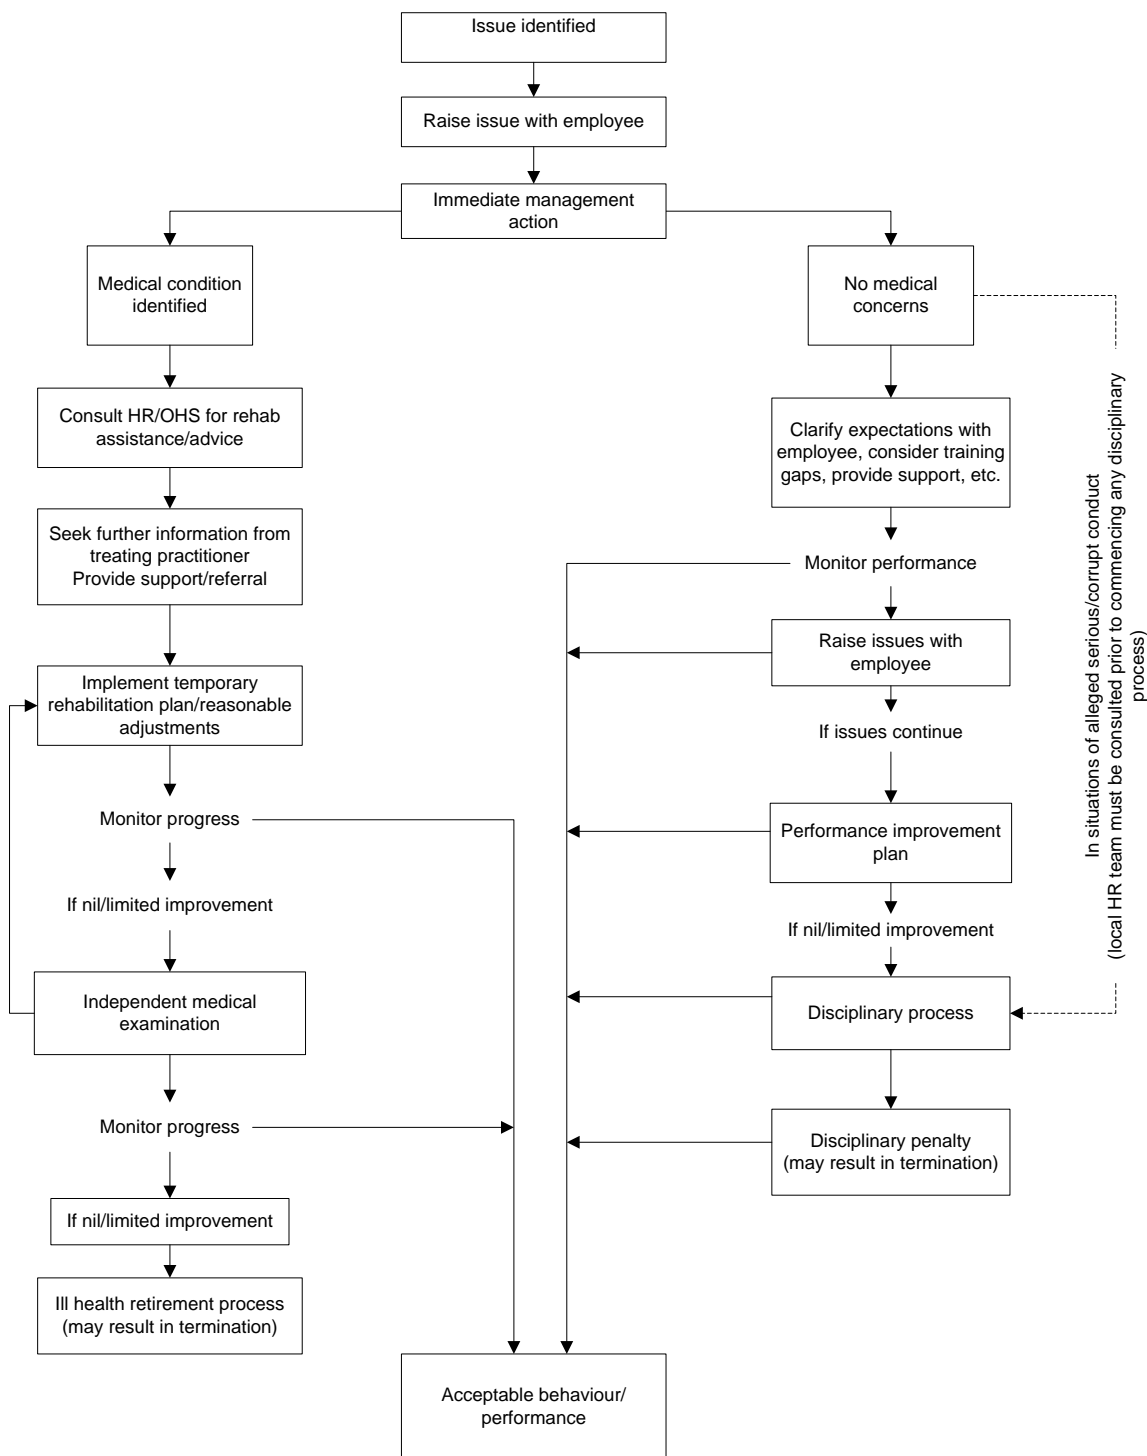 Issue identified
Raise issue with employee
Immediate management
action
Medical condition
identified
No medical
concerns
Consult HR/OHS for rehab
assistance/advice
Clarify expectations with
employee, consider training
gaps, provide support, etc.
Seek further information from
treating practitioner
Provide support/referral
Monitor performance
Raise issues with
employee
Implement temporary
rehabilitation plan/reasonable
adjustments
If issues continue
Monitor progress
Performance improvement
plan
If nil/limited improvement
If nil/limited improvement
Independent medical
examination
Disciplinary process
Monitor progress
Disciplinary penalty
(may result in termination)
If nil/limited improvement
Ill health retirement process
(may result in termination)
Acceptable behaviour/
performance
In situations of alleged serious/corrupt conduct
(local HR team must be consulted prior to commencing any disciplinary
process)